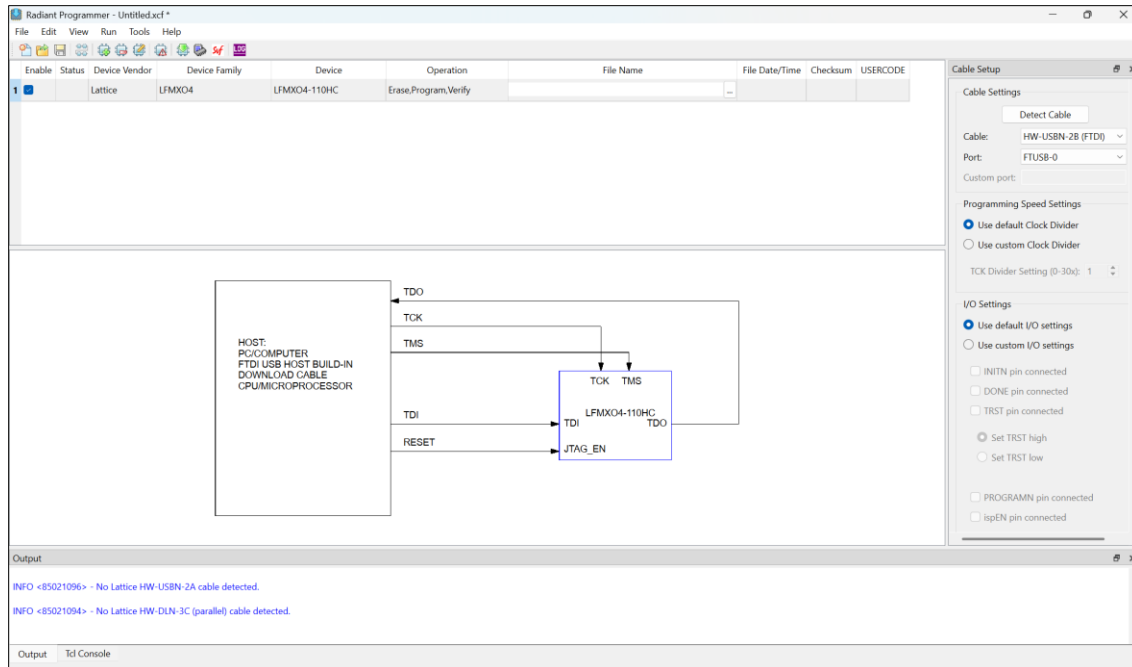 Radiant Programmer - Untitled.xcf *
File Edit View Run Tools Help
Enable Status Device Vendor Device Family Device Operation File Name File Date/Time Checksum USERCODE
1 Lattice LFMXO4 LFMXO4-110HC Erase,Program,Verify ...
Cable Setup
Cable Settings
Detect Cable
Cable: HW-USBN-2B (FTDI)
Port: FTUSB-0
Custom port:
Programming Speed Settings
Use default Clock Divider
Use custom Clock Divider
TCK Divider Setting (0-30x): 1
I/O Settings
Use default I/O settings
Use custom I/O settings
INITN pin connected
DONE pin connected
TRST pin connected
Set TRST high
Set TRST low
PROGRAMN pin connected
ispEN pin connected
HOST:
PC/COMPUTER
FTDI USB HOST BUILD-IN
DOWNLOAD CABLE
CPU/MICROPROCESSOR
TDO
TCK
TMS
TDI
RESET
TCK TMS
LFMXO4-110HC
TDI TDO
JTAG_EN
Output
INFO <85021096> - No Lattice HW-USBN-2A cable detected.
INFO <85021094> - No Lattice HW-DLN-3C (parallel) cable detected.
Output Tcl Console